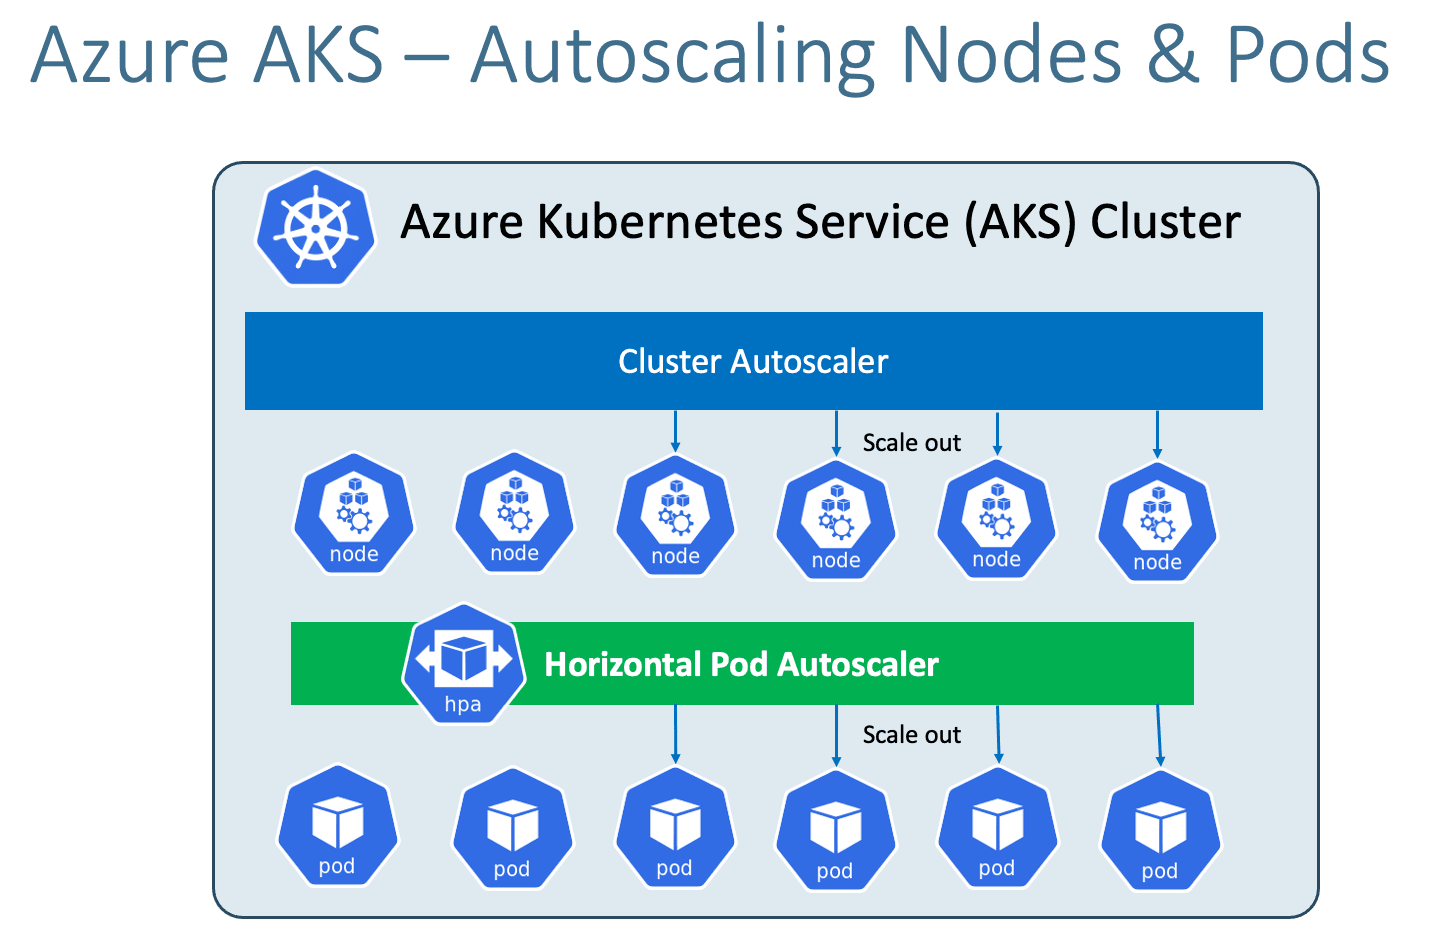 Azure AKS – Autoscaling Nodes & Pods
Azure Kubernetes Service (AKS) Cluster
Cluster Autoscaler
Scale out
node
node
node
node
node
node
hpa
Horizontal Pod Autoscaler
Scale out
pod
pod
pod
pod
pod
pod